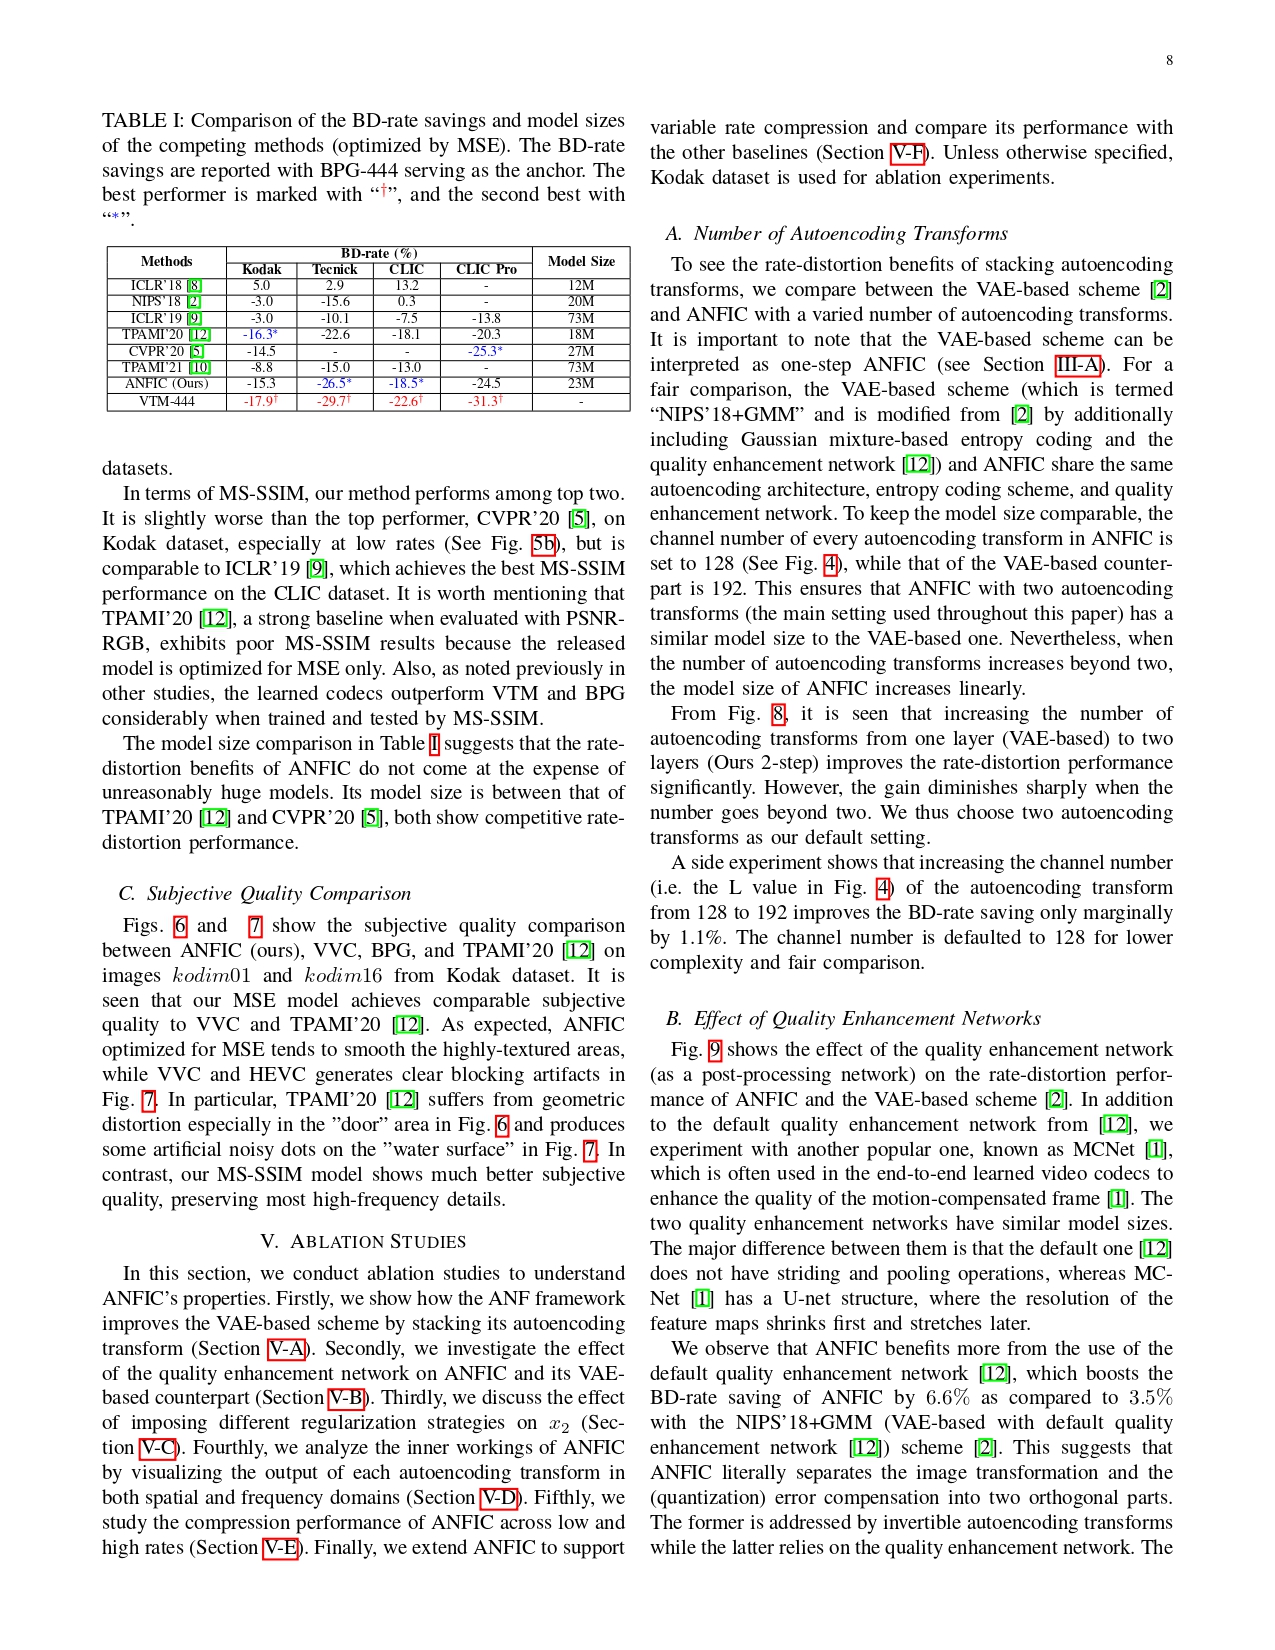 8
TABLE I: Comparison of the BD-rate savings and model sizes
of the competing methods (optimized by MSE). The BD-rate
savings are reported with BPG-444 serving as the anchor. The
best performer is marked with “†”, and the second best with
“*”.
Methods BD-rate (%) Model Size
Kodak Tecnick CLIC CLIC Pro
ICLR’18 [8] 5.0 2.9 13.2 - 12M
NIPS’18 [2] -3.0 -15.6 0.3 - 20M
ICLR’19 [9] -3.0 -10.1 -7.5 -13.8 73M
TPAMI’20 [12] -16.3* -22.6 -18.1 -20.3 18M
CVPR’20 [5] -14.5 - - -25.3* 27M
TPAMI’21 [10] -8.8 -15.0 -13.0 - 73M
ANFIC (Ours) -15.3 -26.5* -18.5* -24.5 23M
VTM-444 -17.9† -29.7† -22.6† -31.3† -
datasets.
In terms of MS-SSIM, our method performs among top two.
It is slightly worse than the top performer, CVPR’20 [5], on
Kodak dataset, especially at low rates (See Fig. 5b), but is
comparable to ICLR’19 [9], which achieves the best MS-SSIM
performance on the CLIC dataset. It is worth mentioning that
TPAMI’20 [12], a strong baseline when evaluated with PSNR-
RGB, exhibits poor MS-SSIM results because the released
model is optimized for MSE only. Also, as noted previously in
other studies, the learned codecs outperform VTM and BPG
considerably when trained and tested by MS-SSIM.
The model size comparison in Table I suggests that the rate-
distortion benefits of ANFIC do not come at the expense of
unreasonably huge models. Its model size is between that of
TPAMI’20 [12] and CVPR’20 [5], both show competitive rate-
distortion performance.
C. Subjective Quality Comparison
Figs. 6 and 7 show the subjective quality comparison
between ANFIC (ours), VVC, BPG, and TPAMI’20 [12] on
images kodim01 and kodim16 from Kodak dataset. It is
seen that our MSE model achieves comparable subjective
quality to VVC and TPAMI’20 [12]. As expected, ANFIC
optimized for MSE tends to smooth the highly-textured areas,
while VVC and HEVC generates clear blocking artifacts in
Fig. 7. In particular, TPAMI’20 [12] suffers from geometric
distortion especially in the ”door” area in Fig. 6 and produces
some artificial noisy dots on the ”water surface” in Fig. 7. In
contrast, our MS-SSIM model shows much better subjective
quality, preserving most high-frequency details.
V. ABLATION STUDIES
In this section, we conduct ablation studies to understand
ANFIC’s properties. Firstly, we show how the ANF framework
improves the VAE-based scheme by stacking its autoencoding
transform (Section V-A). Secondly, we investigate the effect
of the quality enhancement network on ANFIC and its VAE-
based counterpart (Section V-B). Thirdly, we discuss the effect
of imposing different regularization strategies on x2 (Sec-
tion V-C). Fourthly, we analyze the inner workings of ANFIC
by visualizing the output of each autoencoding transform in
both spatial and frequency domains (Section V-D). Fifthly, we
study the compression performance of ANFIC across low and
high rates (Section V-E). Finally, we extend ANFIC to support
variable rate compression and compare its performance with
the other baselines (Section V-F). Unless otherwise specified,
Kodak dataset is used for ablation experiments.
A. Number of Autoencoding Transforms
To see the rate-distortion benefits of stacking autoencoding
transforms, we compare between the VAE-based scheme [2]
and ANFIC with a varied number of autoencoding transforms.
It is important to note that the VAE-based scheme can be
interpreted as one-step ANFIC (see Section III-A). For a
fair comparison, the VAE-based scheme (which is termed
“NIPS’18+GMM” and is modified from [2] by additionally
including Gaussian mixture-based entropy coding and the
quality enhancement network [12]) and ANFIC share the same
autoencoding architecture, entropy coding scheme, and quality
enhancement network. To keep the model size comparable, the
channel number of every autoencoding transform in ANFIC is
set to 128 (See Fig. 4), while that of the VAE-based counter-
part is 192. This ensures that ANFIC with two autoencoding
transforms (the main setting used throughout this paper) has a
similar model size to the VAE-based one. Nevertheless, when
the number of autoencoding transforms increases beyond two,
the model size of ANFIC increases linearly.
From Fig. 8, it is seen that increasing the number of
autoencoding transforms from one layer (VAE-based) to two
layers (Ours 2-step) improves the rate-distortion performance
significantly. However, the gain diminishes sharply when the
number goes beyond two. We thus choose two autoencoding
transforms as our default setting.
A side experiment shows that increasing the channel number
(i.e. the L value in Fig. 4) of the autoencoding transform
from 128 to 192 improves the BD-rate saving only marginally
by 1.1%. The channel number is defaulted to 128 for lower
complexity and fair comparison.
B. Effect of Quality Enhancement Networks
Fig. 9 shows the effect of the quality enhancement network
(as a post-processing network) on the rate-distortion perfor-
mance of ANFIC and the VAE-based scheme [2]. In addition
to the default quality enhancement network from [12], we
experiment with another popular one, known as MCNet [1],
which is often used in the end-to-end learned video codecs to
enhance the quality of the motion-compensated frame [1]. The
two quality enhancement networks have similar model sizes.
The major difference between them is that the default one [12]
does not have striding and pooling operations, whereas MC-
Net [1] has a U-net structure, where the resolution of the
feature maps shrinks first and stretches later.
We observe that ANFIC benefits more from the use of the
default quality enhancement network [12], which boosts the
BD-rate saving of ANFIC by 6.6% as compared to 3.5%
with the NIPS’18+GMM (VAE-based with default quality
enhancement network [12]) scheme [2]. This suggests that
ANFIC literally separates the image transformation and the
(quantization) error compensation into two orthogonal parts.
The former is addressed by invertible autoencoding transforms
while the latter relies on the quality enhancement network. The